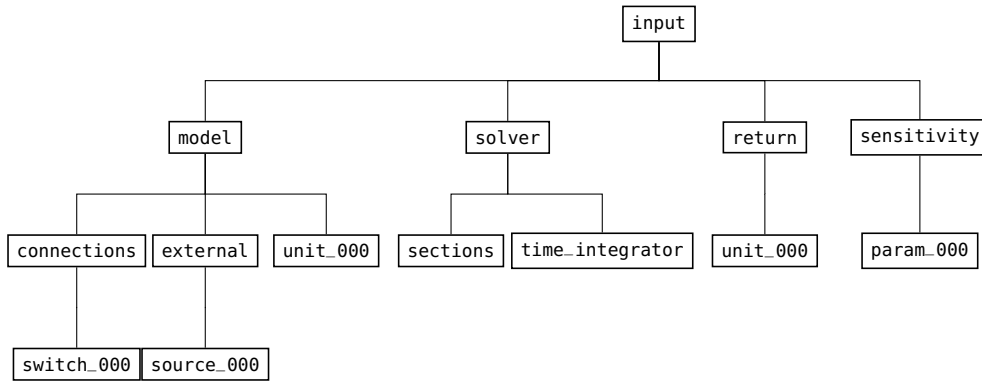 input
model
solver
return
sensitivity
connections
external
unit_000
sections
time_integrator
unit_000
param_000
switch_000
source_000